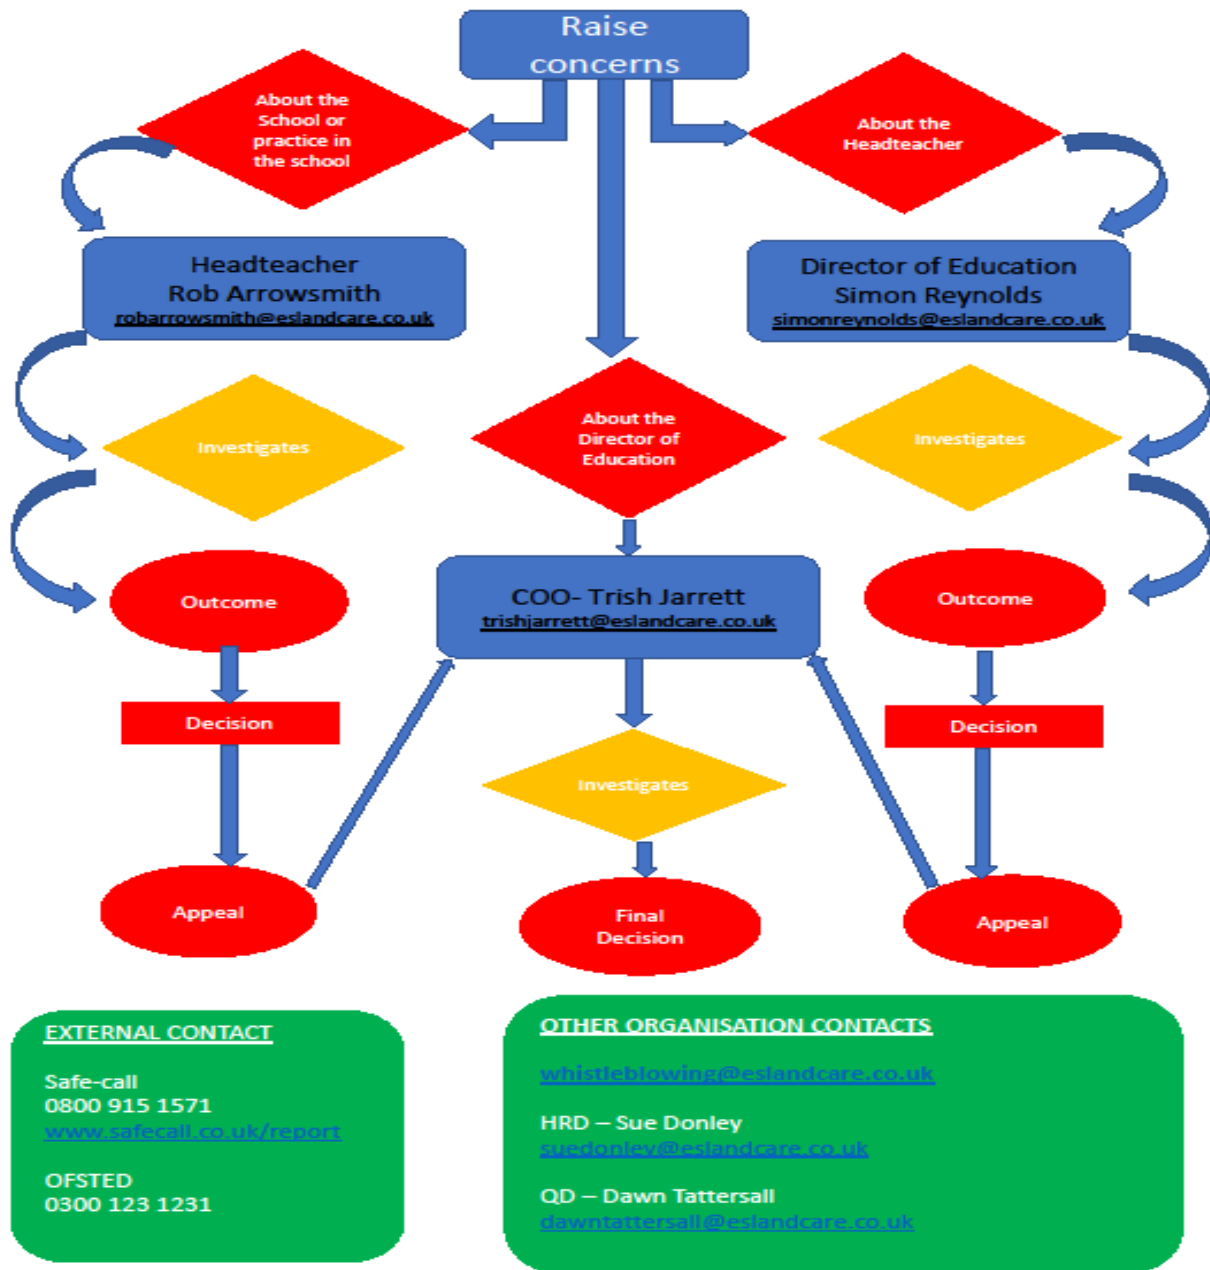 Raise
concerns
About the
School or
practice in
the school
About the
Headteacher
Headteacher
Rob Arrowsmith
robarrowsmith@eslandcare.co.uk
Director of Education
Simon Reynolds
simonreynolds@eslandcare.co.uk
Investigates
About the
Director of
Education
Investigates
Outcome
COO- Trish Jarrett
trishjarrett@eslandcare.co.uk
Outcome
Decision
Investigates
Decision
Appeal
Final
Decision
Appeal
EXTERNAL CONTACT
Safe-call
0800 915 1571
www.safecall.co.uk/report
OFSTED
0300 123 1231
OTHER ORGANISATION CONTACTS
whistleblowing@eslandcare.co.uk
HRD – Sue Donley
suedonley@eslandcare.co.uk
QD – Dawn Tattersall
dawntattersall@eslandcare.co.uk